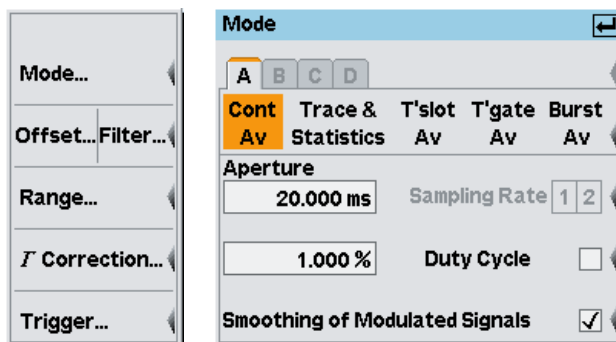 Mode...
Offset... Filter...
Range...
Γ Correction...
Trigger...
Mode
A B C D
Cont Av Trace & Statistics T'slot Av T'gate Av Burst Av
Aperture
20.000 ms Sampling Rate 1 2
1.000 % Duty Cycle
Smoothing of Modulated Signals